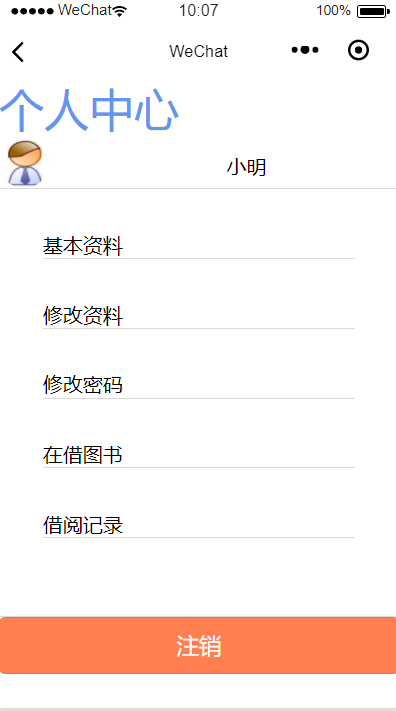 WeChat 10:07 100%
WeChat
个人中心
小明
基本资料
修改资料
修改密码
在借图书
借阅记录
注销